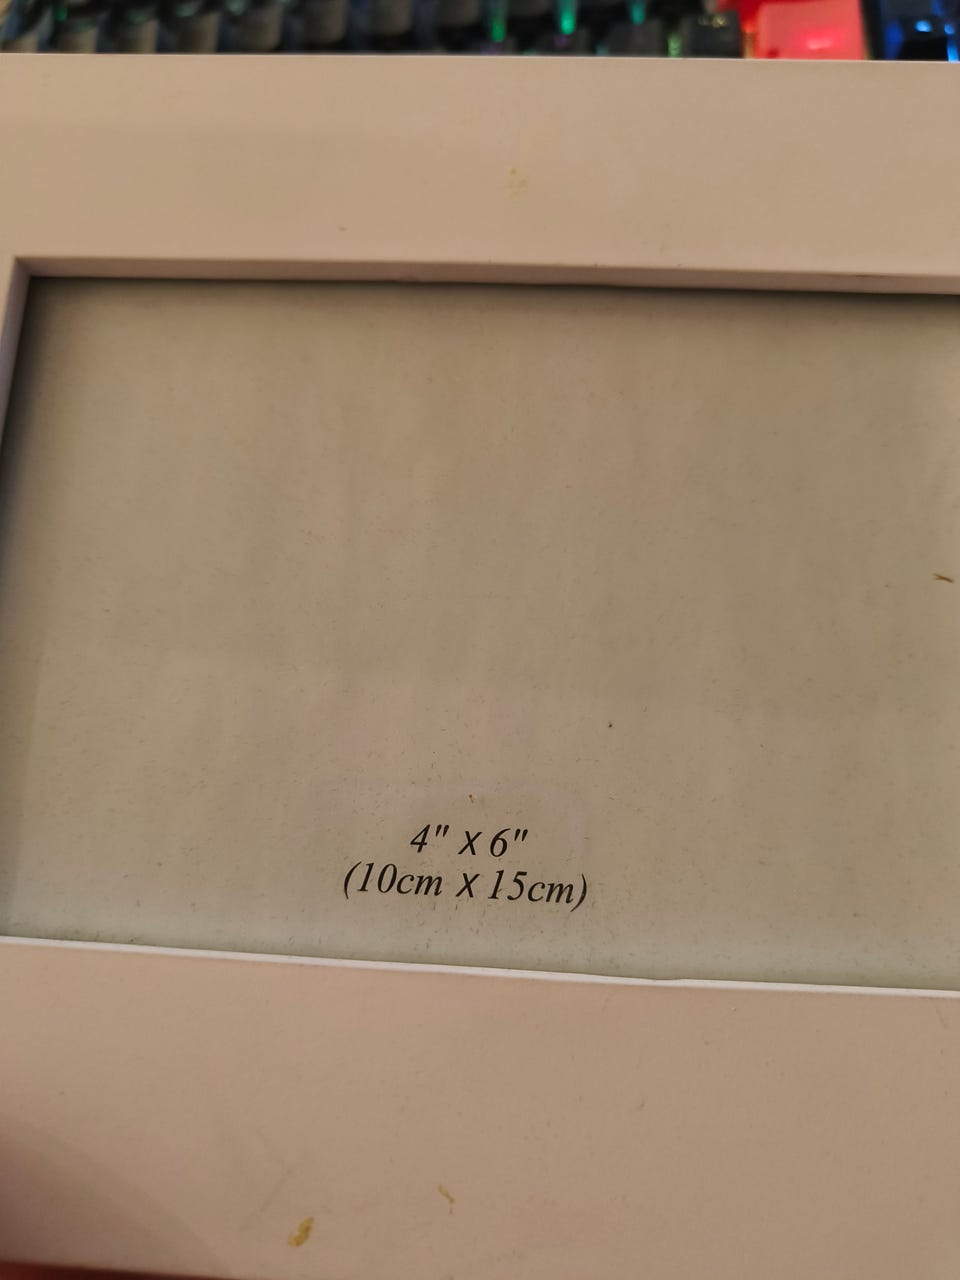 4" X 6"
(10cm X 15cm)